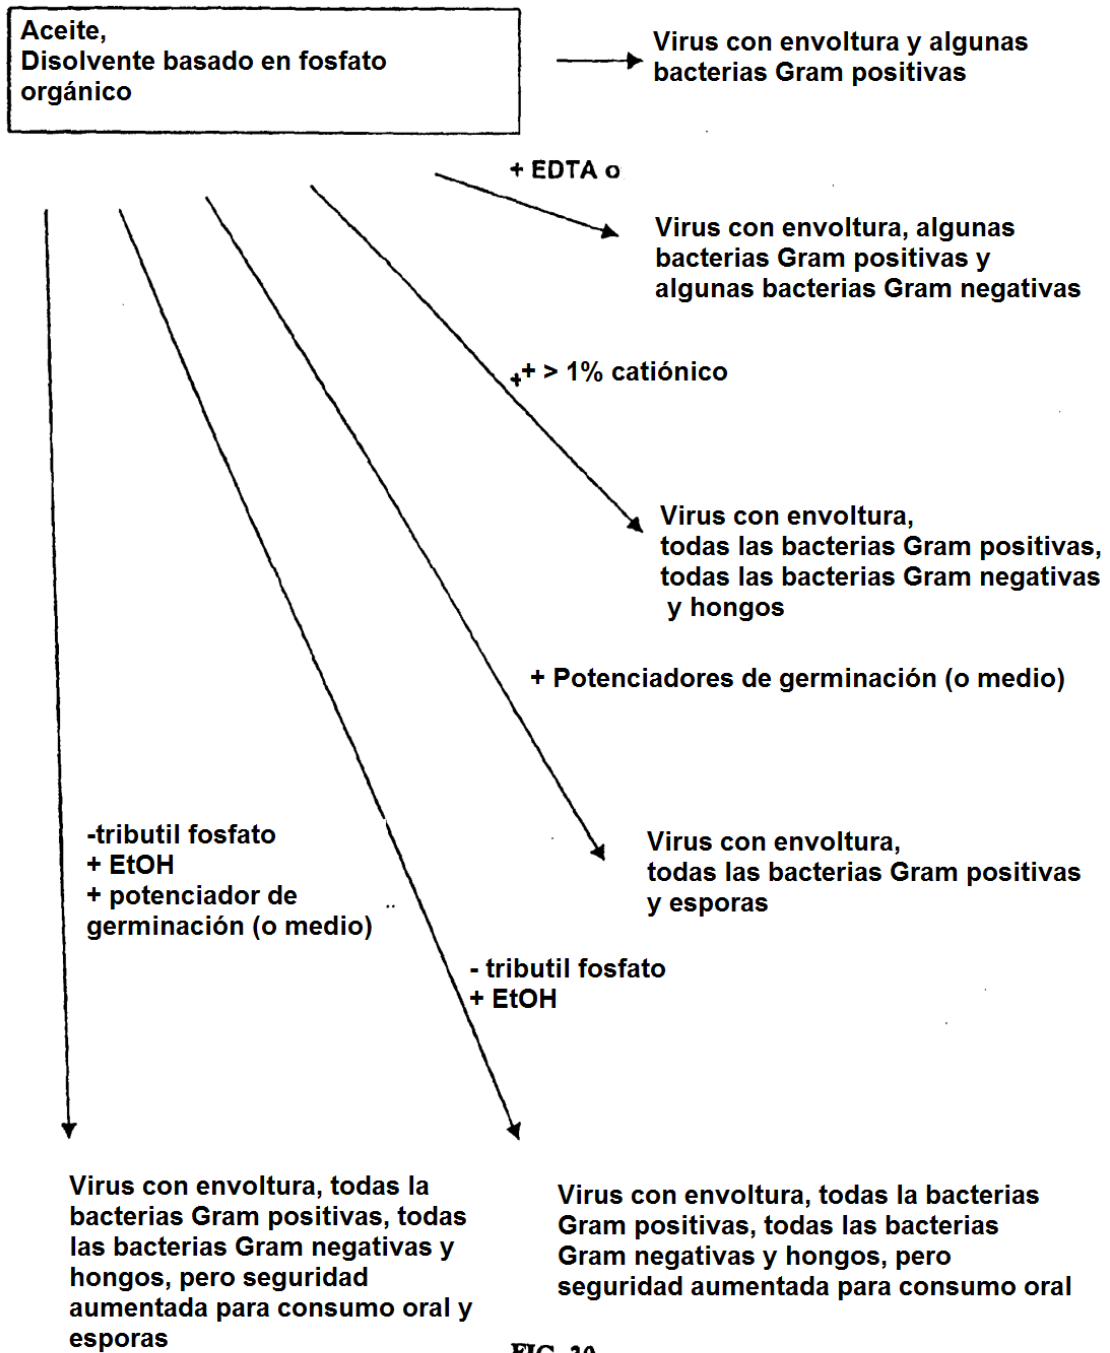 Aceite,
Disolvente basado en fosfato
orgánico
Virus con envoltura y algunas
bacterias Gram positivas
+ EDTA o
Virus con envoltura, algunas
bacterias Gram positivas y
algunas bacterias Gram negativas
++ > 1% catiónico
Virus con envoltura,
todas las bacterias Gram positivas,
todas las bacterias Gram negativas
y hongos
+ Potenciadores de germinación (o medio)
-tributil fosfato
+ EtOH
+ potenciador de
germinación (o medio)
Virus con envoltura,
todas las bacterias Gram positivas
y esporas
- tributil fosfato
+ EtOH
Virus con envoltura, todas la
bacterias Gram positivas, todas
las bacterias Gram negativas y
hongos, pero seguridad
aumentada para consumo oral y
esporas
Virus con envoltura, todas la bacterias
Gram positivas, todas las bacterias
Gram negativas y hongos, pero
seguridad aumentada para consumo oral